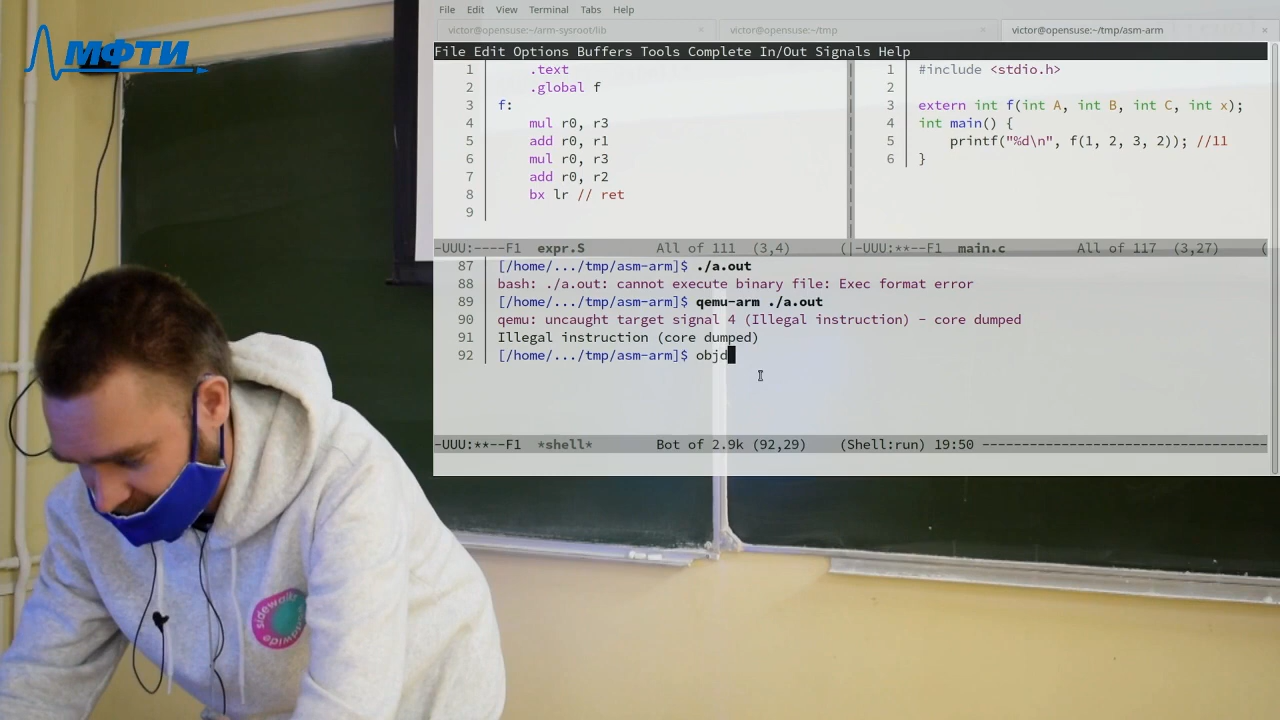 МФТИ
File Edit View Terminal Tabs Help
victor@opensuse:~/arm-sysroot/lib × victor@opensuse:~/tmp × victor@opensuse:~/tmp/asm-arm ×
File Edit Options Buffers Tools Complete In/Out Signals Help
1 .text
2 .global f
3 f:
4 mul r0, r3
5 add r0, r1
6 mul r0, r3
7 add r0, r2
8 bx lr // ret
9
-UUU:----F1 expr.S All of 111 (3,4) (
1 #include <stdio.h>
2
3 extern int f(int A, int B, int C, int x);
4 int main() {
5 printf("%d\n", f(1, 2, 3, 2)); //11
6 }
-UUU:**--F1 main.c All of 117 (3,27) (
87 [/home/.../tmp/asm-arm]$ ./a.out
88 bash: ./a.out: cannot execute binary file: Exec format error
89 [/home/.../tmp/asm-arm]$ qemu-arm ./a.out
90 qemu: uncaught target signal 4 (Illegal instruction) - core dumped
91 Illegal instruction (core dumped)
92 [/home/.../tmp/asm-arm]$ objd
-UUU:**--F1 *shell* Bot of 2.9k (92,29) (Shell:run) 19:50 --------------------------------
sidewalks worldwide